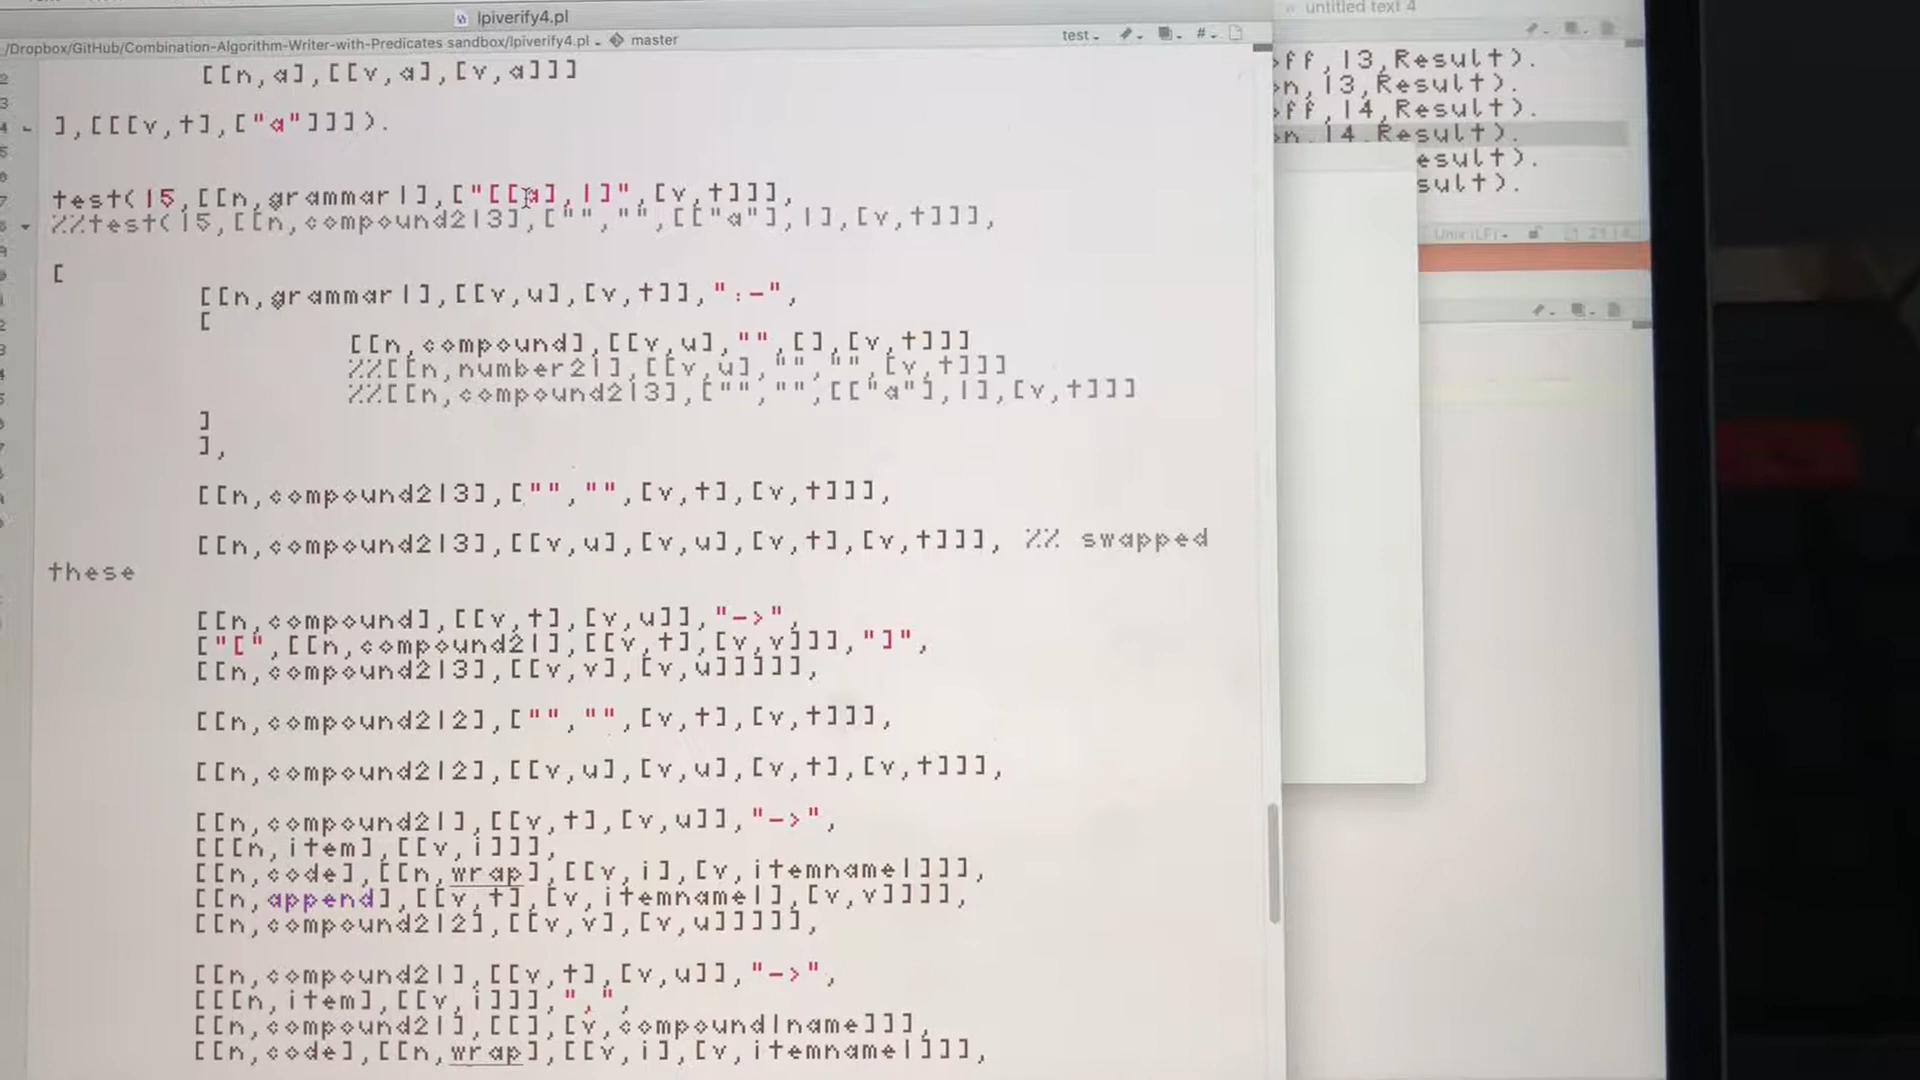 lpiverify4.pl
untitled text 4
/Dropbox/GitHub/Combination-Algorithm-Writer-with-Predicates sandbox/lpiverify4.pl master
test
#
[[n,a],[[v,a],[v,a]]]
],[[[v,t],["a"]]]).
test(15,[[n,grammar1],["[[a],1]",[v,t]]],
%%test(15,[[n,compound213],["","",[["a"],1],[v,t]]],
[
[[n,grammar1],[[v,u],[v,t]],":-",
[
[[n,compound],[[v,u],"",[],[v,t]]]
%%[[n,number21],[[v,u],"","",[v,t]]]
%%[[n,compound213],["","",[["a"],1],[v,t]]]
]
],
[[n,compound213],["","",[v,t],[v,t]]],
[[n,compound213],[[v,u],[v,u],[v,t],[v,t]]], %% swapped
these
[[n,compound],[[v,t],[v,u]],"->",
["[",[[n,compound21],[[v,t],[v,v]]],"]",
[[n,compound213],[[v,v],[v,u]]]]],
[[n,compound212],["","",[v,t],[v,t]]],
[[n,compound212],[[v,u],[v,u],[v,t],[v,t]]],
[[n,compound21],[[v,t],[v,u]],"->",
[[[n,item],[[v,i]]],
[[n,code],[[n,wrap],[[v,i],[v,itemname1]]],
[[n,append],[[v,t],[v,itemname1],[v,v]]]],
[[n,compound212],[[v,v],[v,u]]]]],
[[n,compound21],[[v,t],[v,u]],"->",
[[[n,item],[[v,i]]],",",
[[n,compound21],[[],[v,compound1name]]],
[[n,code],[[n,wrap],[[v,i],[v,itemname1]]],
ff,13,Result).
n,13,Result).
ff,14,Result).
n,14,Result).
esult).
sult).
Unix (LF)